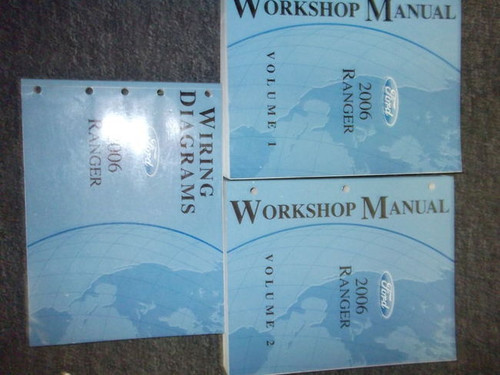 WORKSHOP MANUAL
VOLUME 1
2006
RANGER
Ford
WIRING
DIAGRAMS
2006
RANGER
Ford
WORKSHOP MANUAL
VOLUME 2
2006
RANGER
Ford